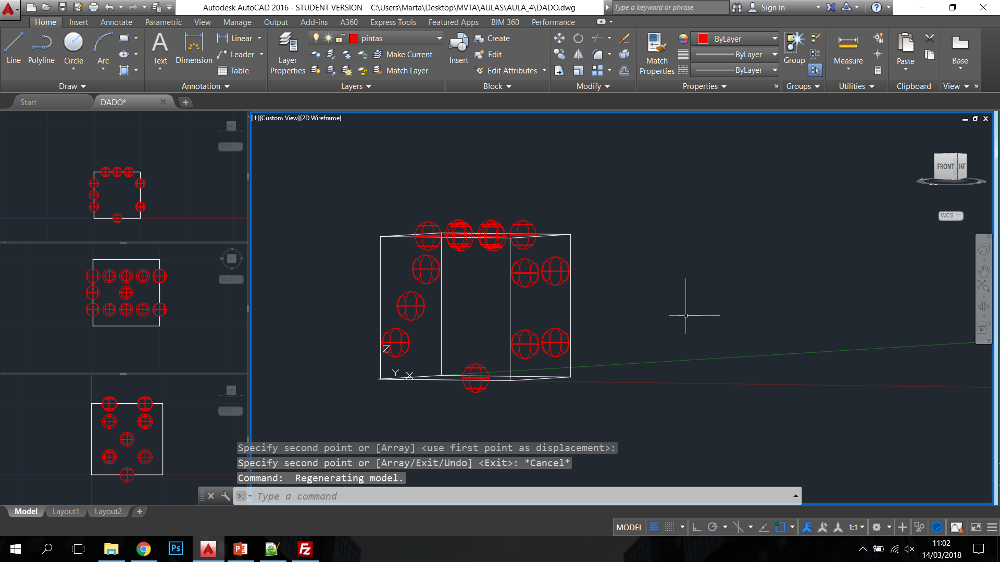 Autodesk AutoCAD 2016 - STUDENT VERSION C:\Users\Marta\Desktop\MVTA\AULAS\AULA_4\DADO.dwg
Type a keyword or phrase
Sign In
Home Insert Annotate Parametric View Manage Output Add-ins A360 Express Tools Featured Apps BIM 360 Performance
Line Polyline Circle Arc
Text Dimension
Linear
Leader
Table
Layer Properties
pintas
Make Current
Match Layer
Insert
Create
Edit
Edit Attributes
Match Properties
ByLayer
ByLayer
ByLayer
Group
Measure
Paste
Base
Draw Annotation Layers Block Modify Properties Groups Utilities Clipboard View
Start DADO*
[+][Custom View][2D Wireframe]
FRONT
WCS
WCS
N
W E
S
WCS
WCS
Z
Y X
Specify second point or [Array] <use first point as displacement>:
Specify second point or [Array/Exit/Undo] <Exit>: *Cancel*
Command: Regenerating model.
Type a command
Model Layout1 Layout2
MODEL 1:1
Ps
Fz
11:02
14/03/2018